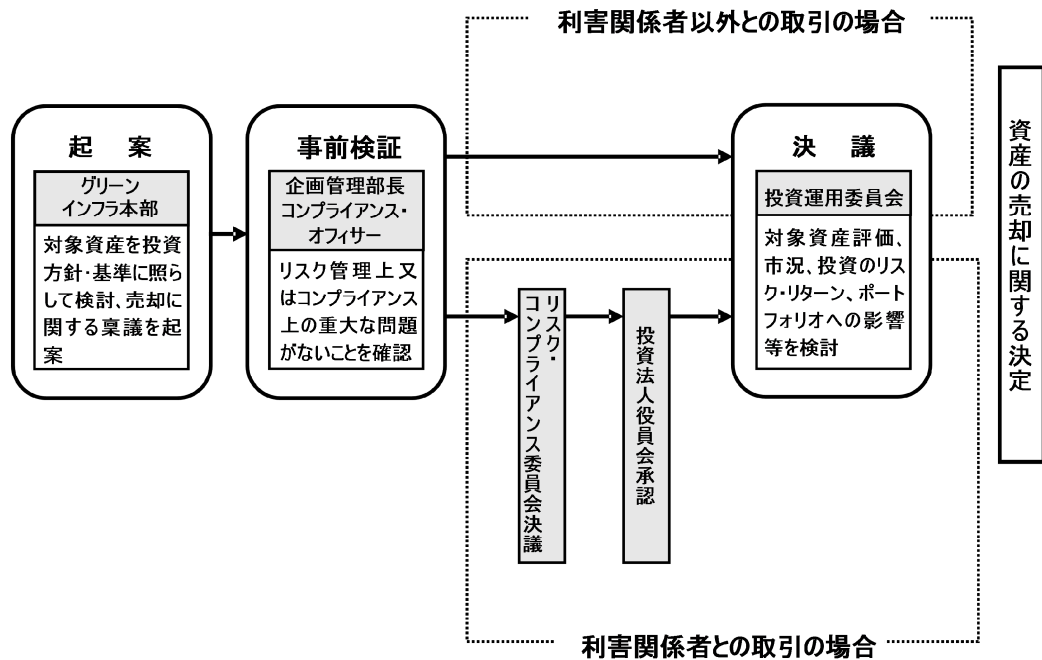 利害関係者以外との取引の場合
起　案
グリーン
インフラ本部
対象資産を投資
方針・基準に照ら
して検討、売却に
関する稟議を起
案
事前検証
企画管理部長
コンプライアンス・
オフィサー
リスク管理上又
はコンプライアンス
上の重大な問題
がないことを確認
リスク・
コンプライアンス委員会決議
投資法人役員会承認
決　議
投資運用委員会
対象資産評価、
市況、投資のリス
ク・リターン、ポート
フォリオへの影響
等を検討
資産の売却に関する決定
利害関係者との取引の場合